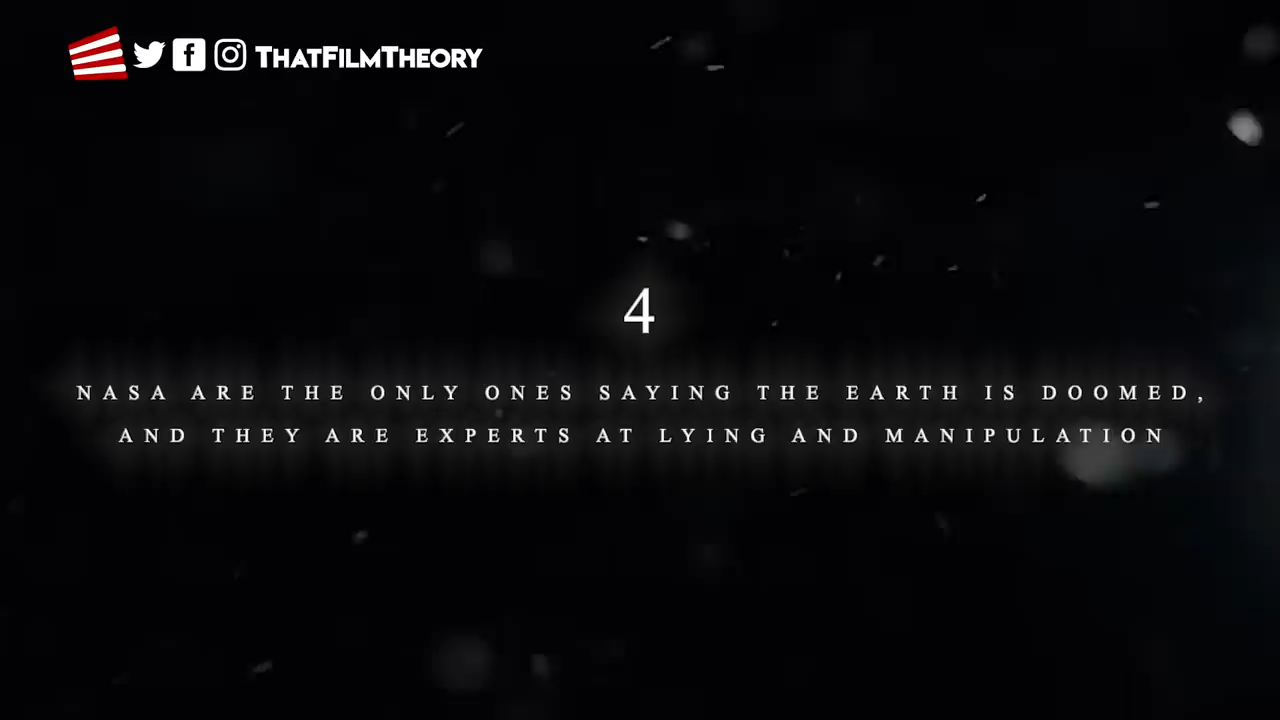 THATFILMTHEORY
4
NASA ARE THE ONLY ONES SAYING THE EARTH IS DOOMED,
AND THEY ARE EXPERTS AT LYING AND MANIPULATION